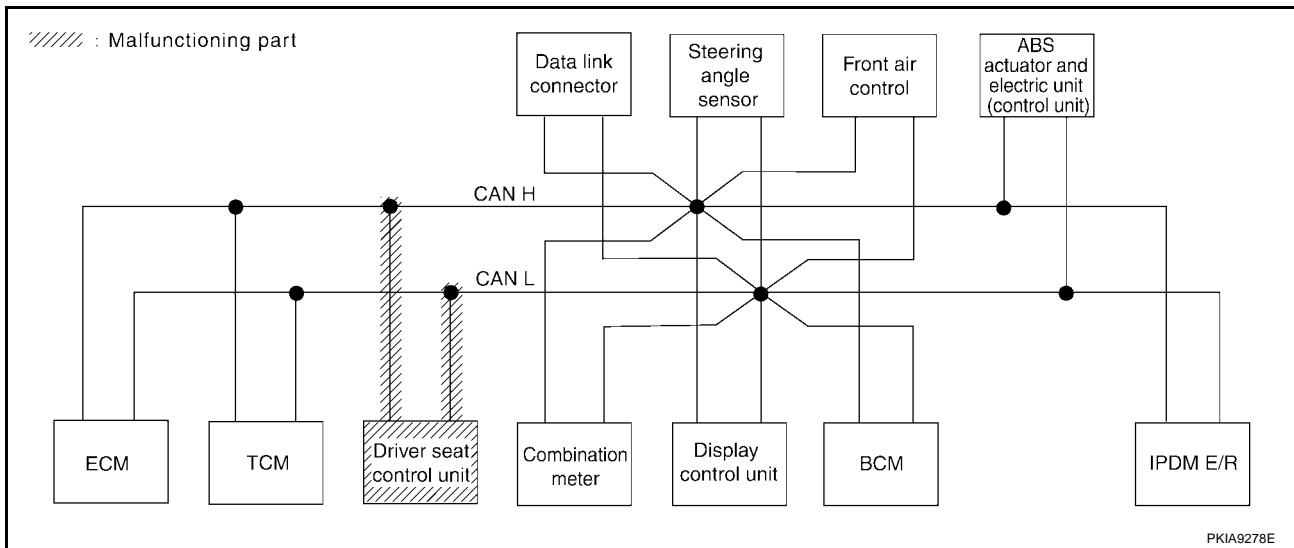 : Malfunctioning part
Data link
connector
Steering
angle
sensor
Front air
control
ABS
actuator and
electric unit
(control unit)
CAN H
CAN L
ECM
TCM
Driver seat
control unit
Combination
meter
Display
control unit
BCM
IPDM E/R
PKIA9278E